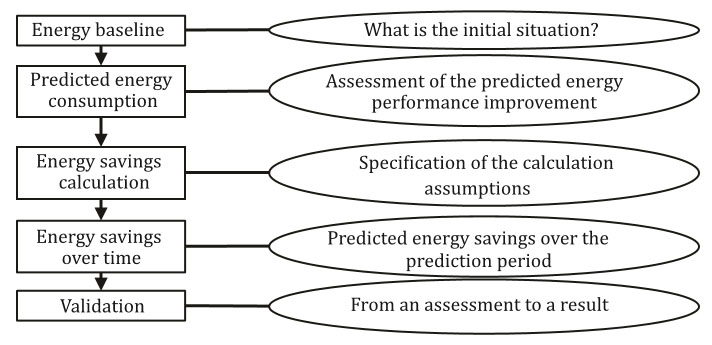 Energy baseline
What is the initial situation?
Predicted energy
consumption
Assessment of the predicted energy
performance improvement
Energy savings
calculation
Specification of the calculation
assumptions
Energy savings
over time
Predicted energy savings over the
prediction period
Validation
From an assessment to a result